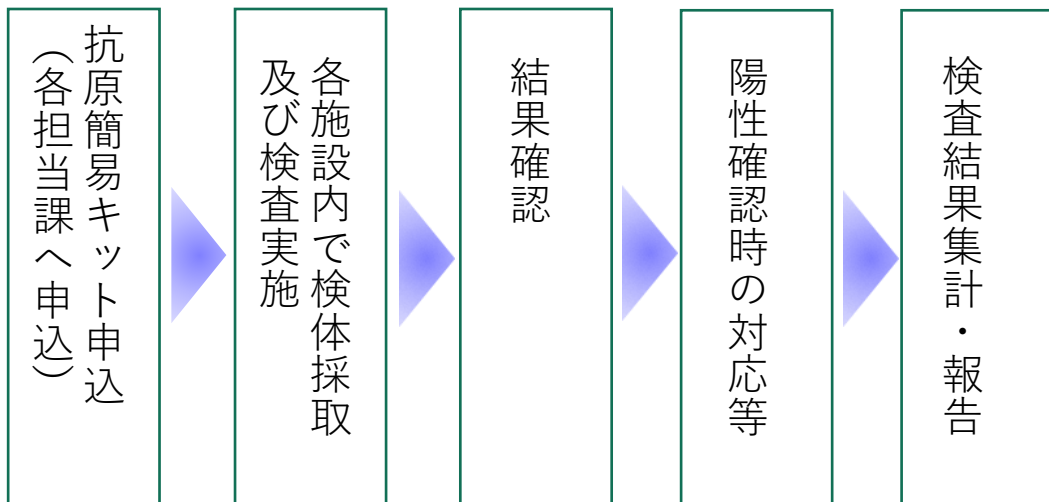 抗原簡易キット申込
（各担当課へ申込）
各施設内で検体採取
及び検査実施
結果確認
陽性確認時の対応等
検査結果集計・報告